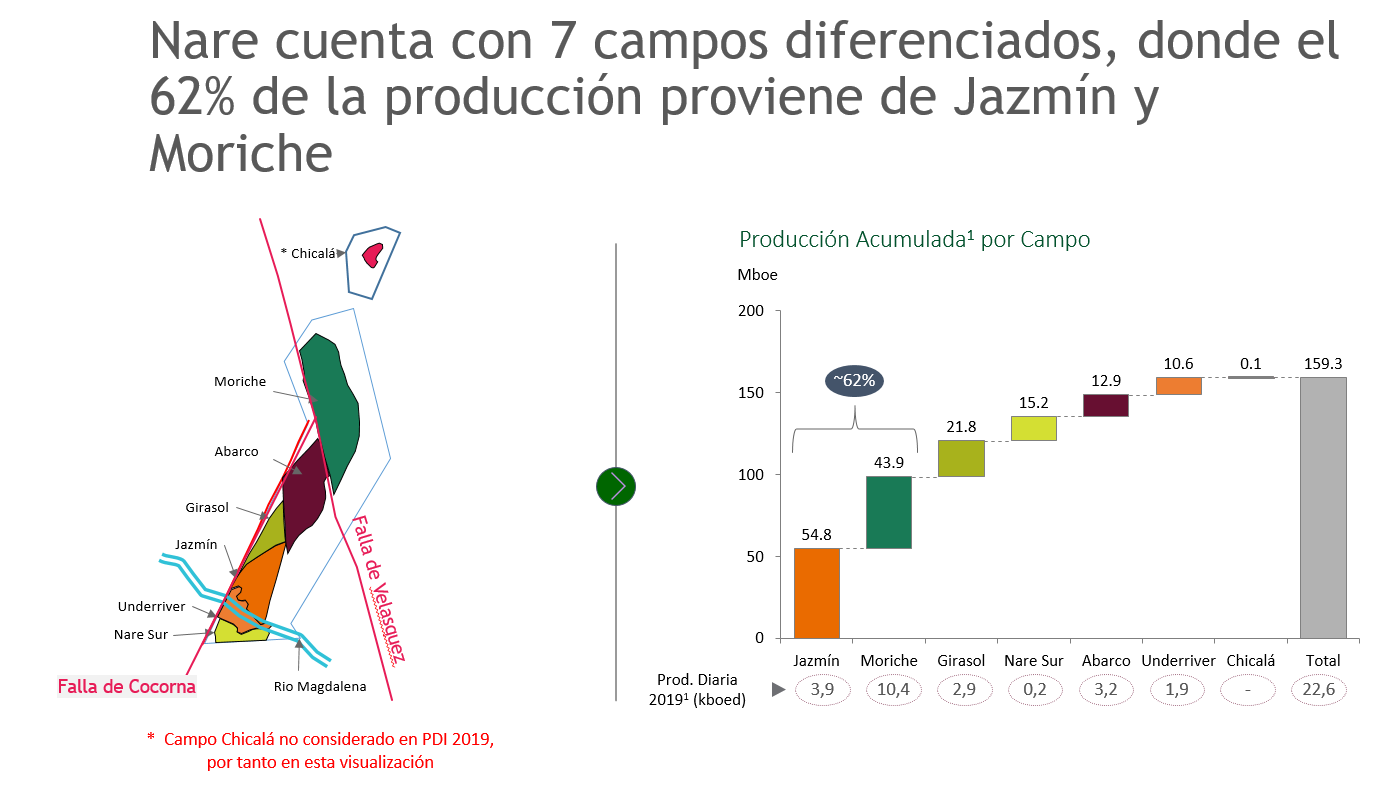 Nare cuenta con 7 campos diferenciados, donde el
62% de la producción proviene de Jazmín y
Moriche
* Chicalá
Moriche
Abarco
Girasol
Jazmín
Underriver
Nare Sur
Falla de Cocorna
Rio Magdalena
Falla de Velasquez
* Campo Chicalá no considerado en PDI 2019,
por tanto en esta visualización
Producción Acumulada¹ por Campo
Mboe
200
150
100
50
0
~62%
54.8
43.9
21.8
15.2
12.9
10.6
0.1
159.3
Jazmín Moriche Girasol Nare Sur Abarco Underriver Chicalá Total
Prod. Diaria
2019¹ (kboed)
3,9 10,4 2,9 0,2 3,2 1,9 - 22,6